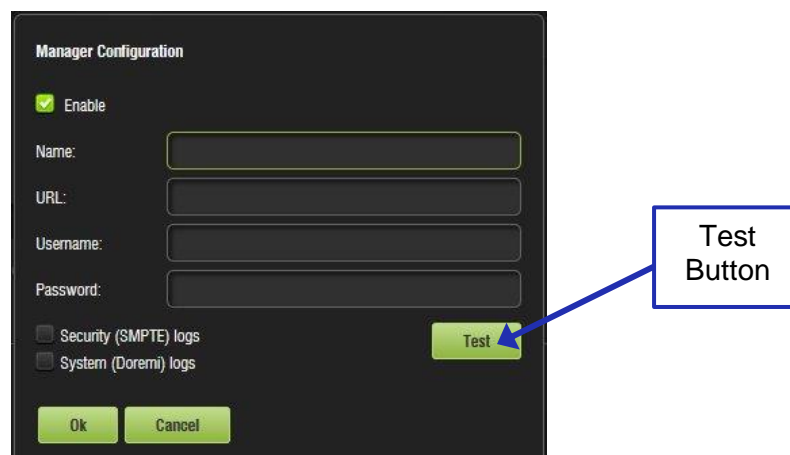 Manager Configuration
Enable
Name:
URL:
Username:
Password:
Security (SMPTE) logs
System (Doremi) logs
Test
Ok
Cancel
Test
Button